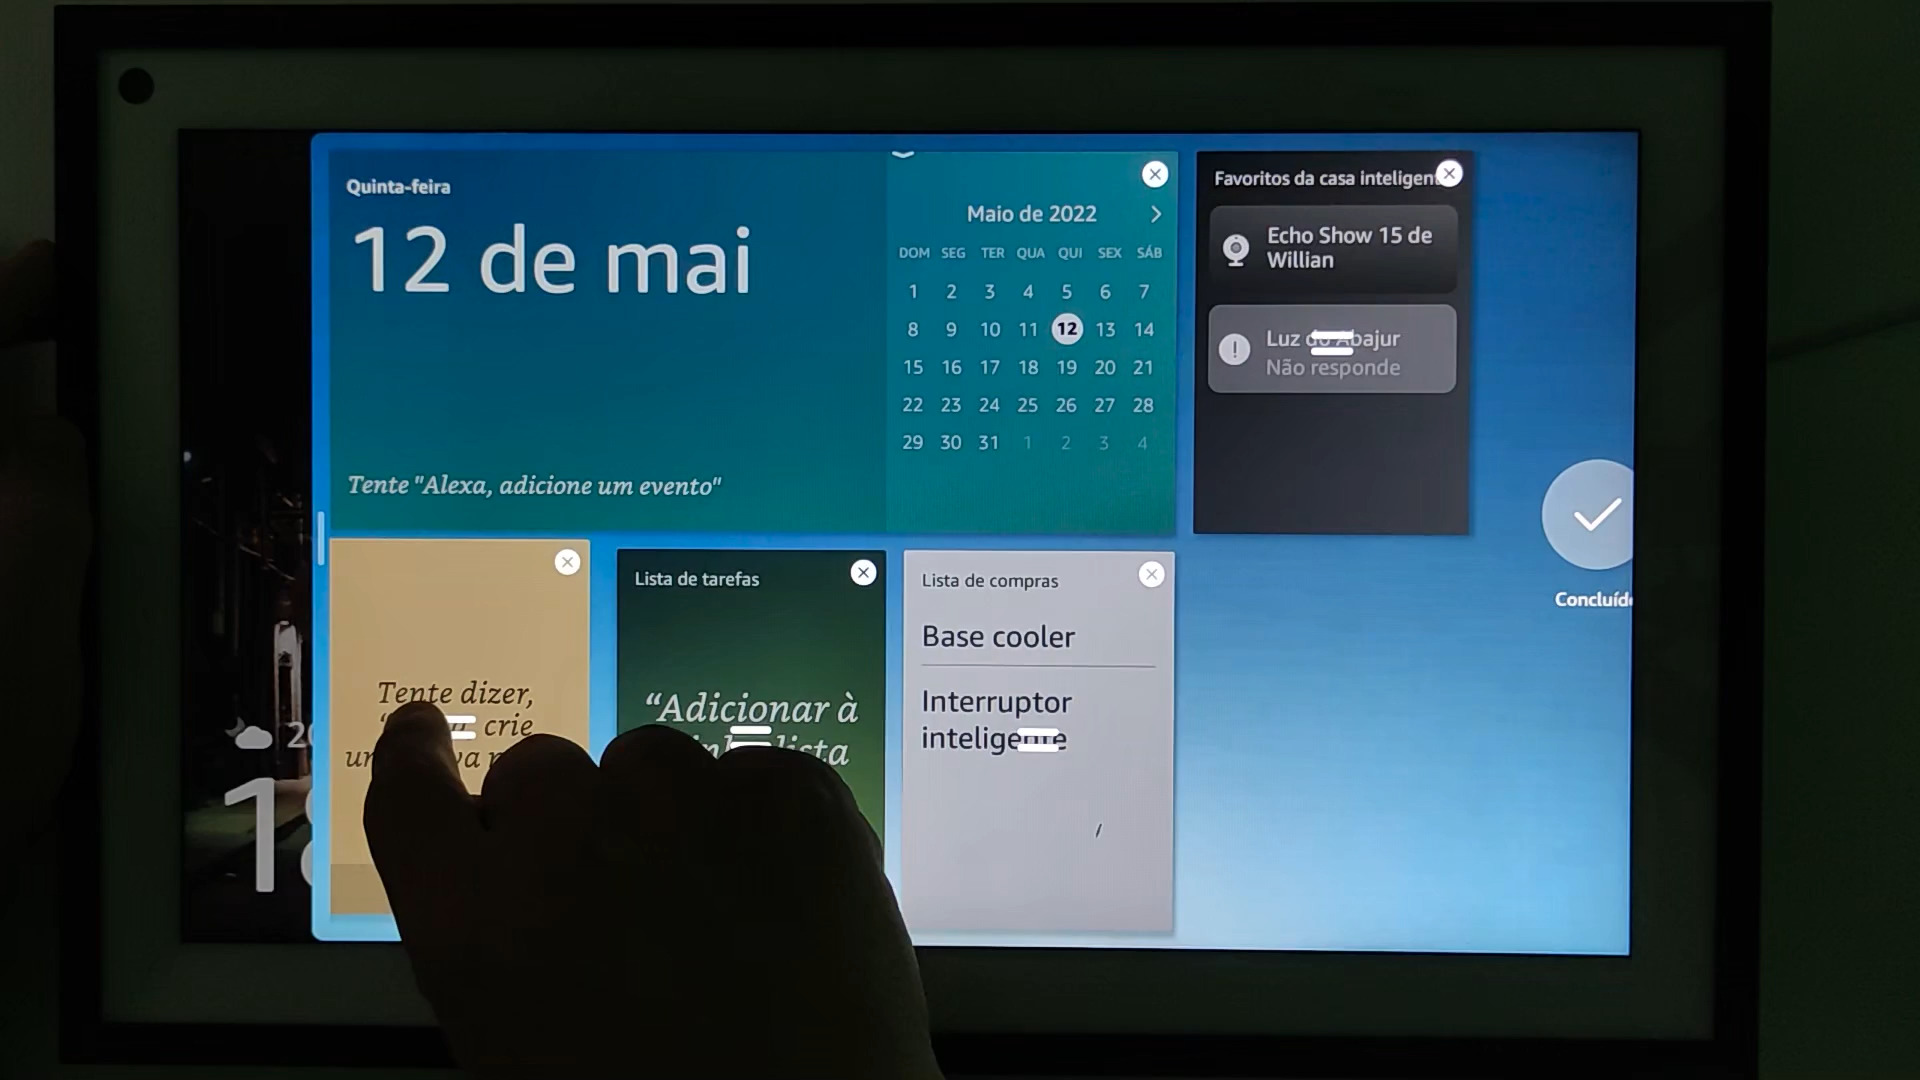 Quinta-feira
12 de mai
Tente "Alexa, adicione um evento"
Maio de 2022
DOM SEG TER QUA QUI SEX SÁB
1 2 3 4 5 6 7
8 9 10 11 12 13 14
15 16 17 18 19 20 21
22 23 24 25 26 27 28
29 30 31 1 2 3 4
Favoritos da casa
Echo Show 15 de
Willian
Luz
Não responde
Tente dizer,
crie
Lista de tarefas
“Adicionar à
Lista de compras
Base cooler
Interruptor
inteligente